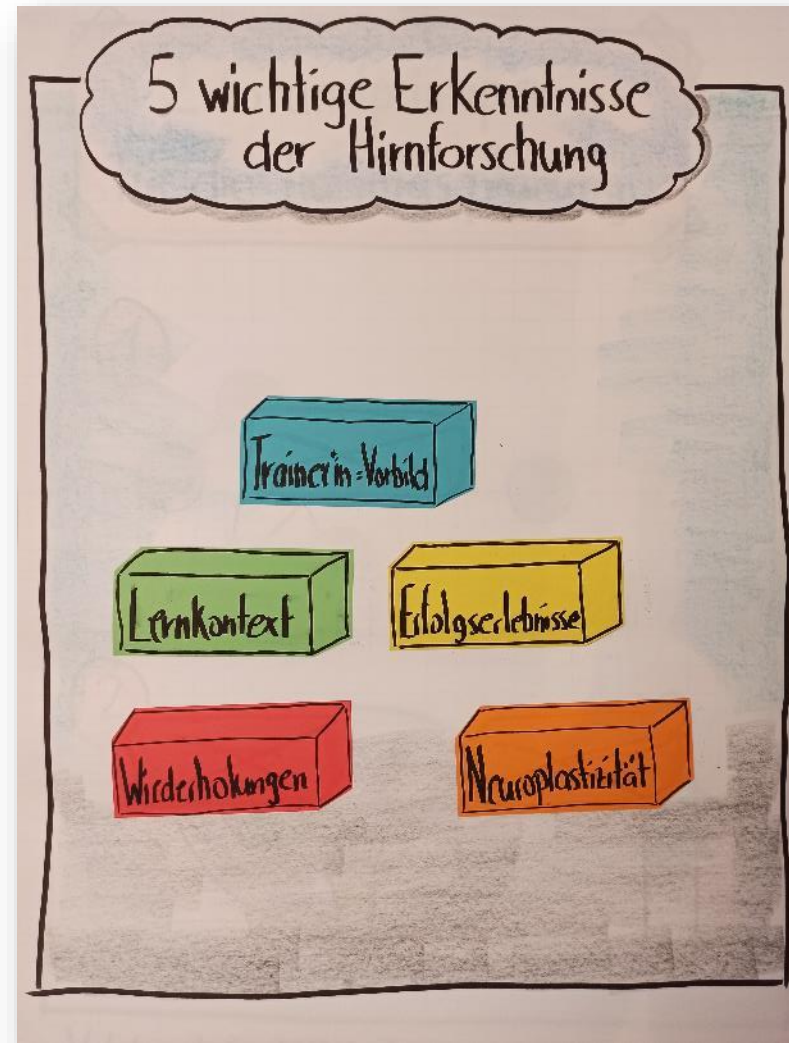 5 wichtige Erkenntnisse
der Hirnforschung
Trainer*in=Vorbild
Lernkontext
Erfolgserlebnisse
Wiederholungen
Neuroplastizität